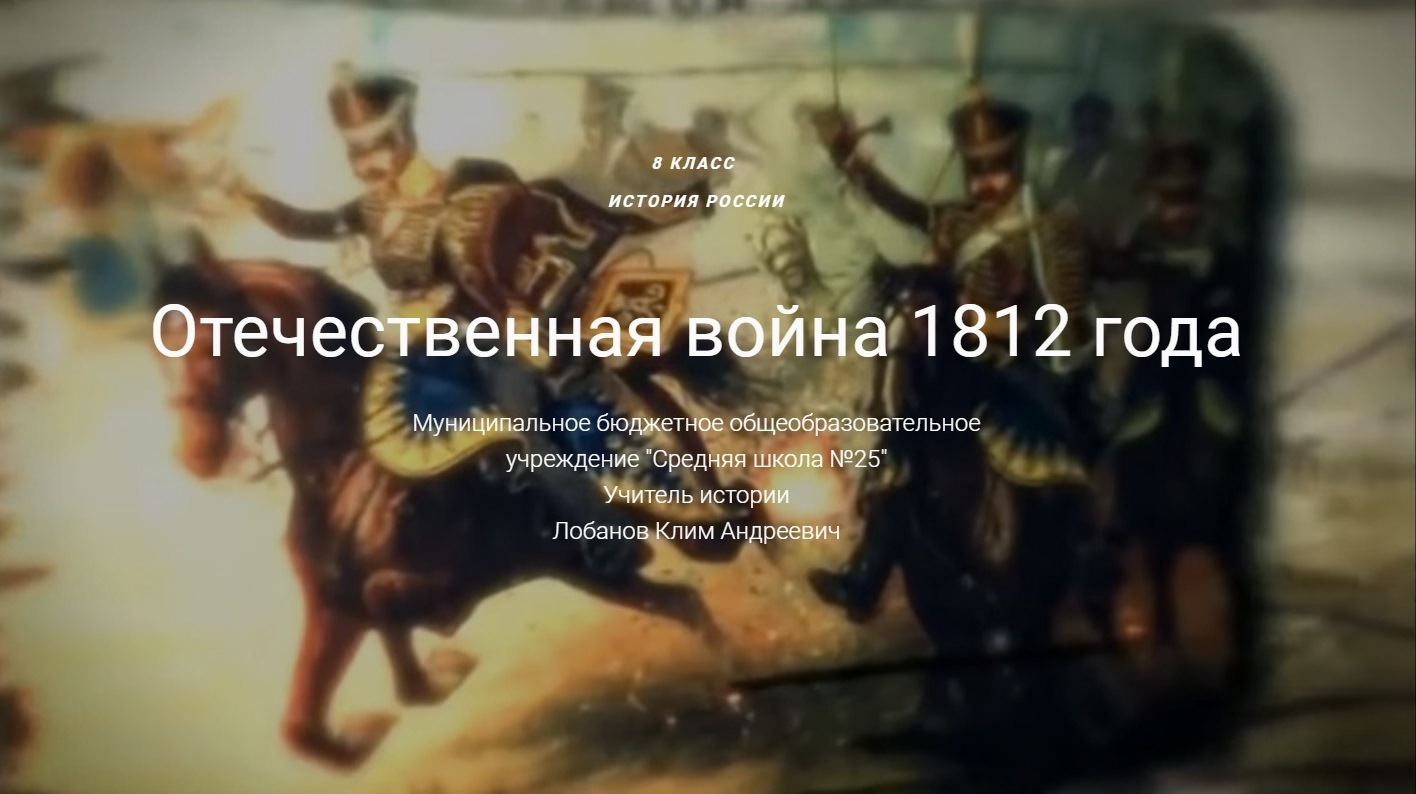 8 КЛАСС
ИСТОРИЯ РОССИИ
Отечественная война 1812 года
Муниципальное бюджетное общеобразовательное
учреждение "Средняя школа №25"
Учитель истории
Лобанов Клим Андреевич